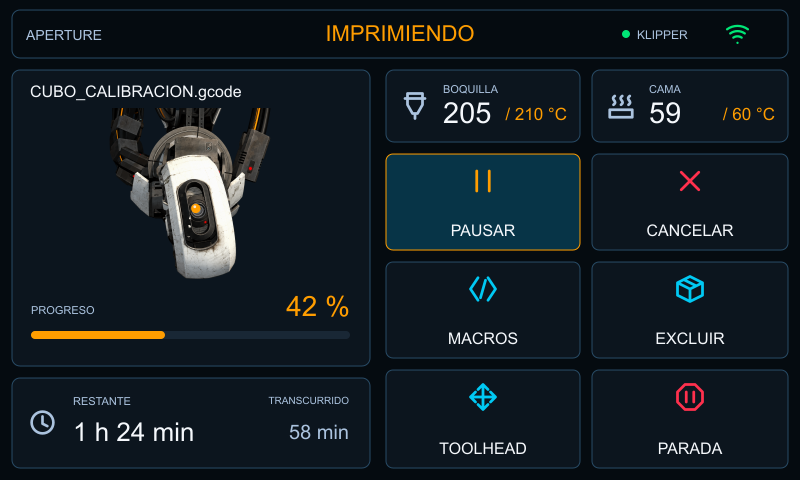 APERTURE
IMPRIMIENDO
KLIPPER
CUBO_CALIBRACION.gcode
PROGRESO
42 %
RESTANTE
1 h 24 min
TRANSCURRIDO
58 min
BOQUILLA
205 / 210 °C
CAMA
59 / 60 °C
PAUSAR
CANCELAR
MACROS
EXCLUIR
TOOLHEAD
PARADA